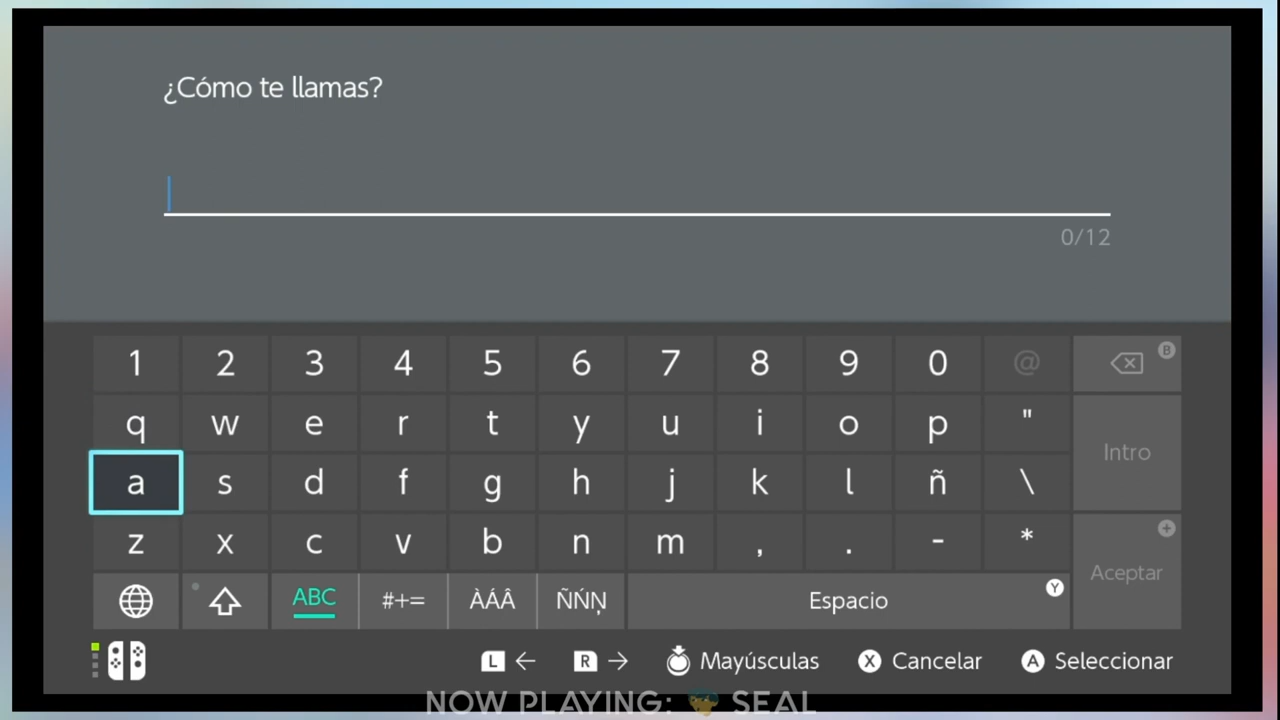 ¿Cómo te llamas?
0/12
1 2 3 4 5 6 7 8 9 0 @ B
q w e r t y u i o p " Intro
a s d f g h j k l ñ \
z x c v b n m , . - * Aceptar +
ABC #+= ÀÁÂ ÑŃŅ Espacio Y
L ← R → Mayúsculas X Cancelar A Seleccionar
NOW PLAYING: SEAL